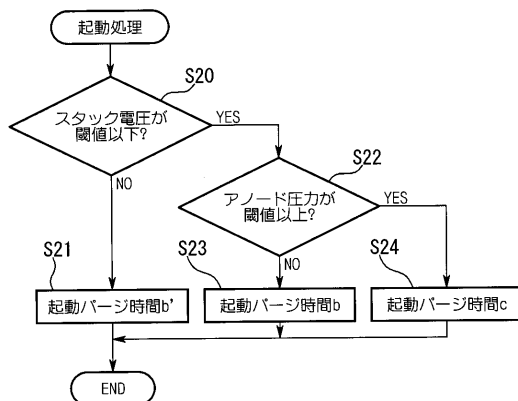 起動処理
S20
スタック電圧が
閾値以下?
YES
S22
NO
アノード圧力が
閾値以上?
YES
S21
S23
NO
S24
起動パージ時間b'
起動パージ時間b
起動パージ時間c
END